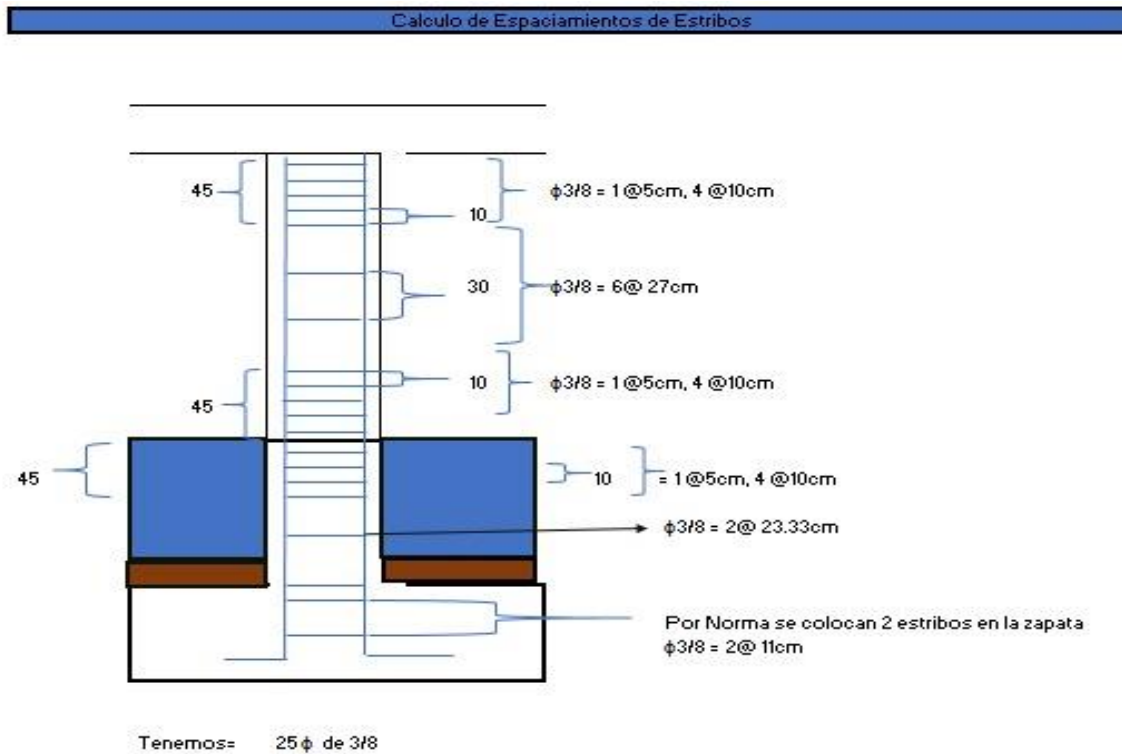 Calculo de Espaciamientos de Estribos
45
ϕ3/8 = 1 @5cm, 4 @10cm
10
30
ϕ3/8 = 6@ 27cm
10
ϕ3/8 = 1 @5cm, 4 @10cm
45
45
10
= 1 @5cm, 4 @10cm
ϕ3/8 = 2@ 23.33cm
Por Norma se colocan 2 estribos en la zapata
ϕ3/8 = 2@ 11cm
Tenemos= 25 ϕ de 3/8